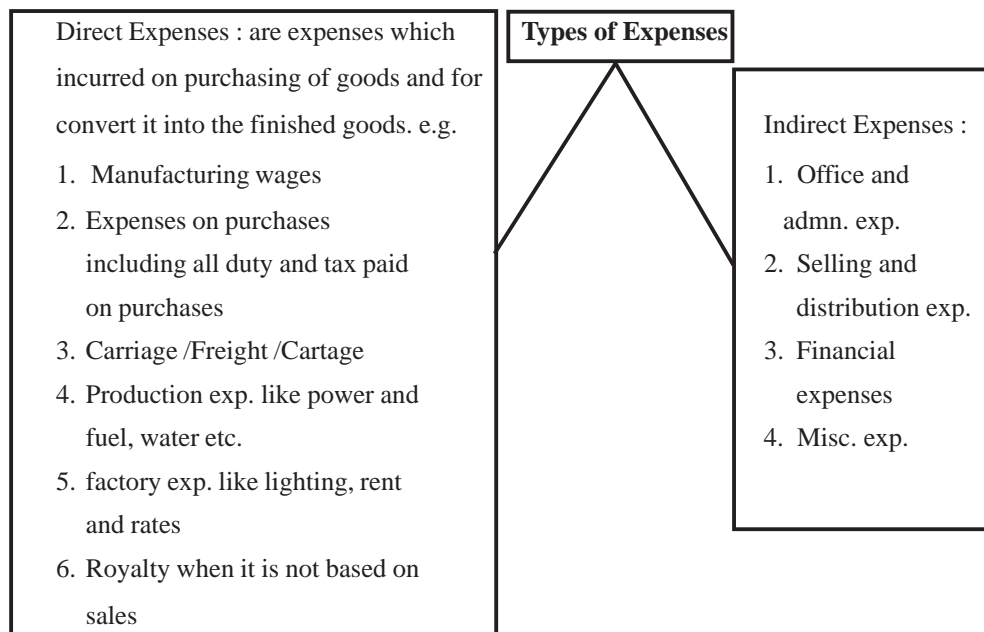 Types of Expenses
Direct Expenses : are expenses which
incurred on purchasing of goods and for
convert it into the finished goods. e.g.
1. Manufacturing wages
2. Expenses on purchases
including all duty and tax paid
on purchases
3. Carriage /Freight /Cartage
4. Production exp. like power and
fuel, water etc.
5. factory exp. like lighting, rent
and rates
6. Royalty when it is not based on
sales
Indirect Expenses :
1. Office and
admn. exp.
2. Selling and
distribution exp.
3. Financial
expenses
4. Misc. exp.